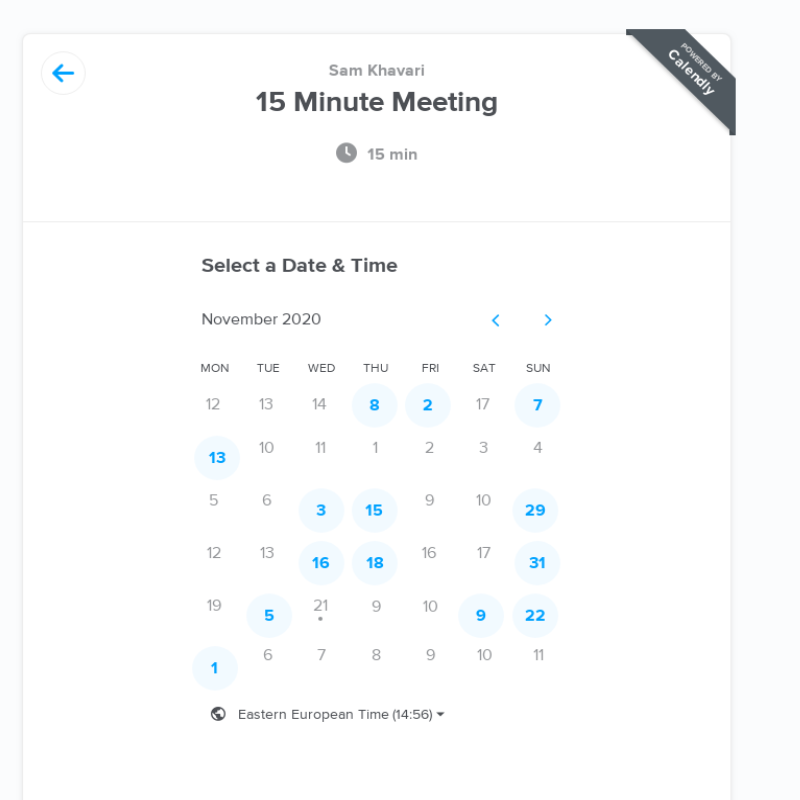 POWERED BY
Calendly
Sam Khavari
15 Minute Meeting
15 min
Select a Date & Time
November 2020
MON TUE WED THU FRI SAT SUN
12 13 14 8 2 17 7
13 10 11 1 2 3 4
5 6 3 15 9 10 29
12 13 16 18 16 17 31
19 5 21 9 10 9 22
1 6 7 8 9 10 11
Eastern European Time (14:56)